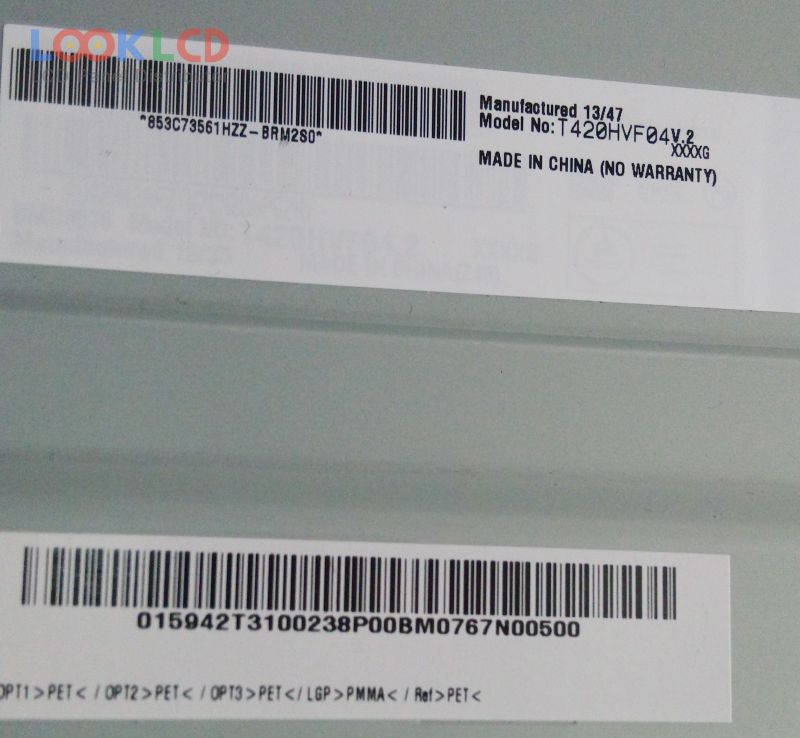 LOOKLCD
*853C73561HZZ-BRM2S0*
Manufactured 13/47
Model No:T420HVF04V.2
XXXXG
MADE IN CHINA (NO WARRANTY)
015942T3100238P00BM0767N00500
OPT1>PET< / OPT2>PET< / OPT3>PET</ LGP>PMMA< / Ref>PET<